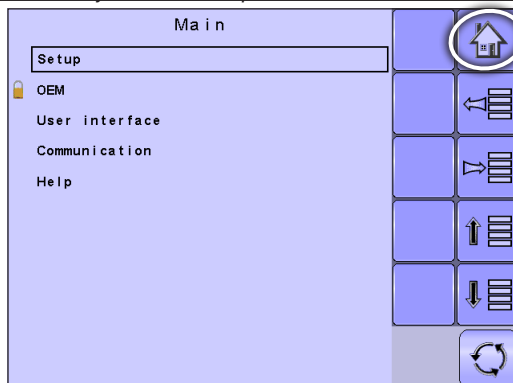 Main
Setup
OEM
User interface
Communication
Help